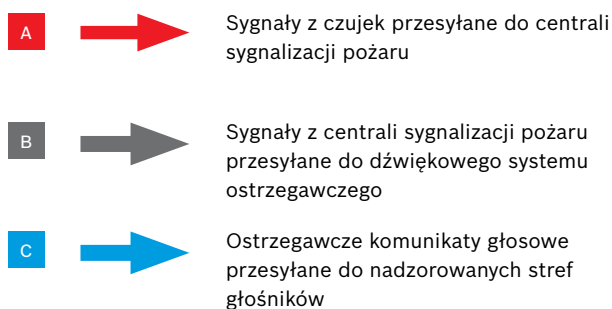 A
Sygnały z czujek przesyłane do centrali
sygnalizacji pożaru
B
Sygnały z centrali sygnalizacji pożaru
przesyłane do dźwiękowego systemu
ostrzegawczego
C
Ostrzegawcze komunikaty głosowe
przesyłane do nadzorowanych stref
głośników